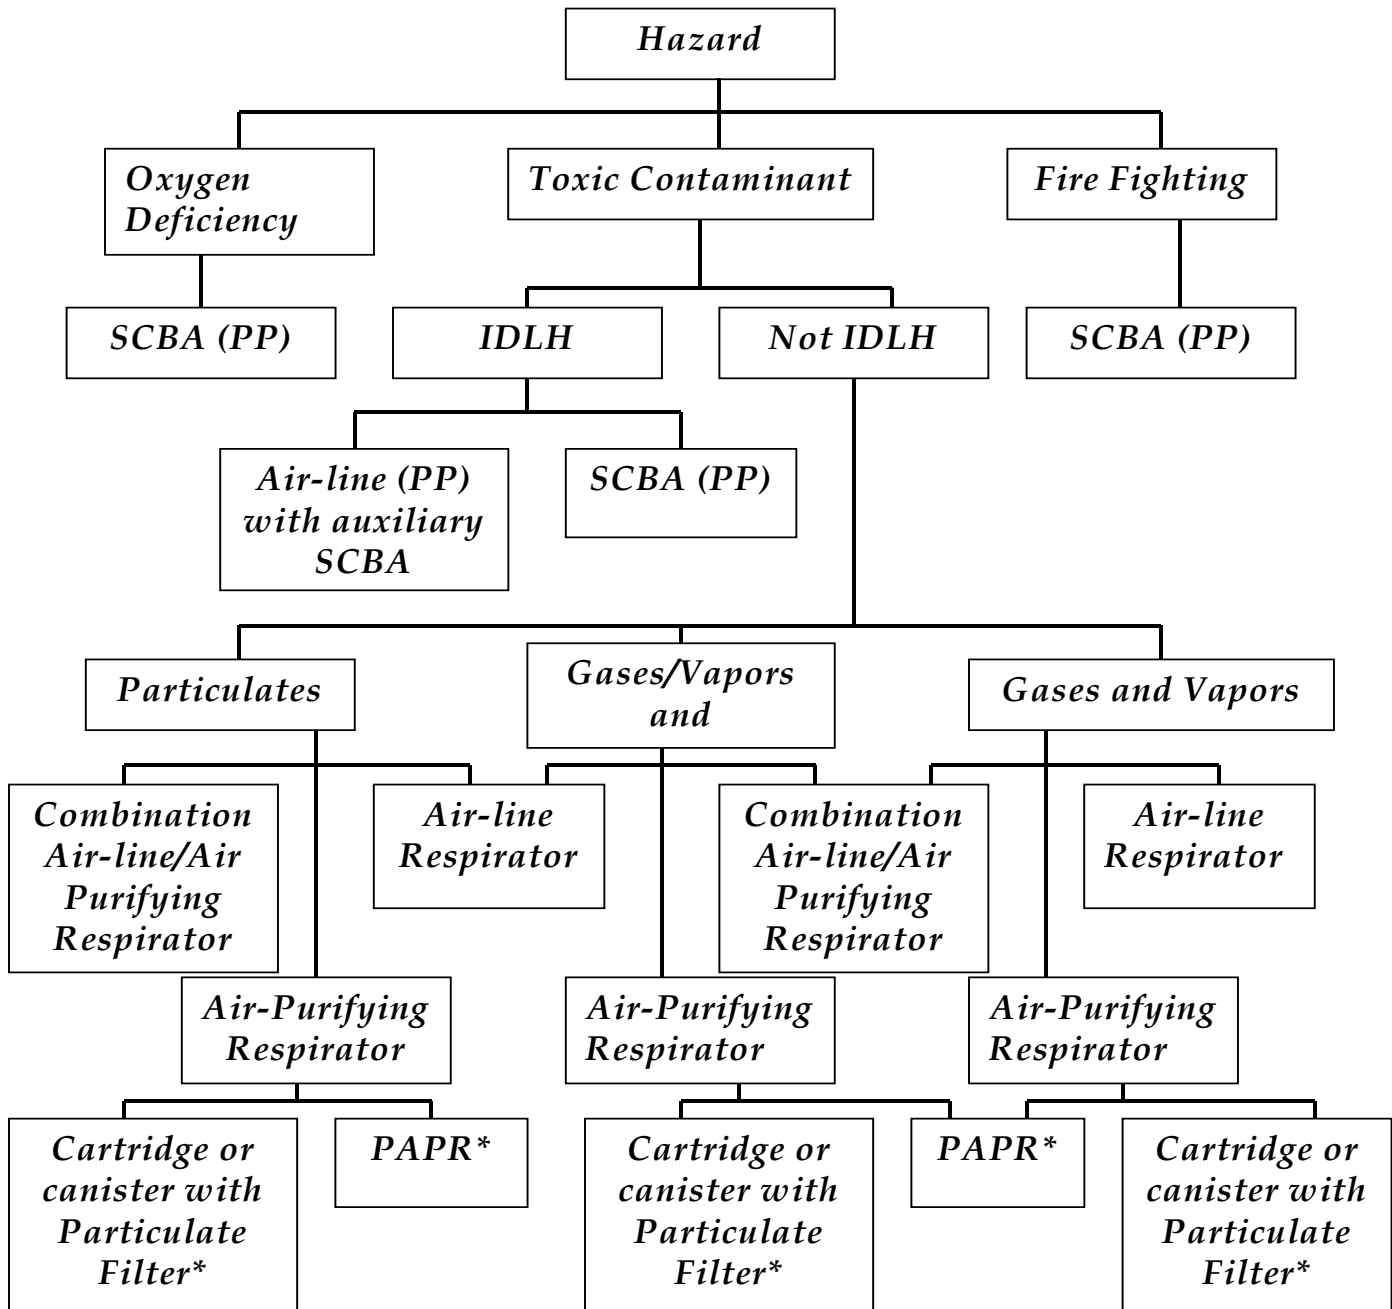 Hazard
Oxygen
Deficiency
Toxic Contaminant
Fire Fighting
SCBA (PP)
IDLH
Not IDLH
SCBA (PP)
Air-line (PP)
with auxiliary
SCBA
SCBA (PP)
Particulates
Gases/Vapors
and
Gases and Vapors
Combination
Air-line/Air
Purifying
Respirator
Air-line
Respirator
Combination
Air-line/Air
Purifying
Respirator
Air-line
Respirator
Air-Purifying
Respirator
Air-Purifying
Respirator
Air-Purifying
Respirator
Cartridge or
canister with
Particulate
Filter*
PAPR*
Cartridge or
canister with
Particulate
Filter*
PAPR*
Cartridge or
canister with
Particulate
Filter*